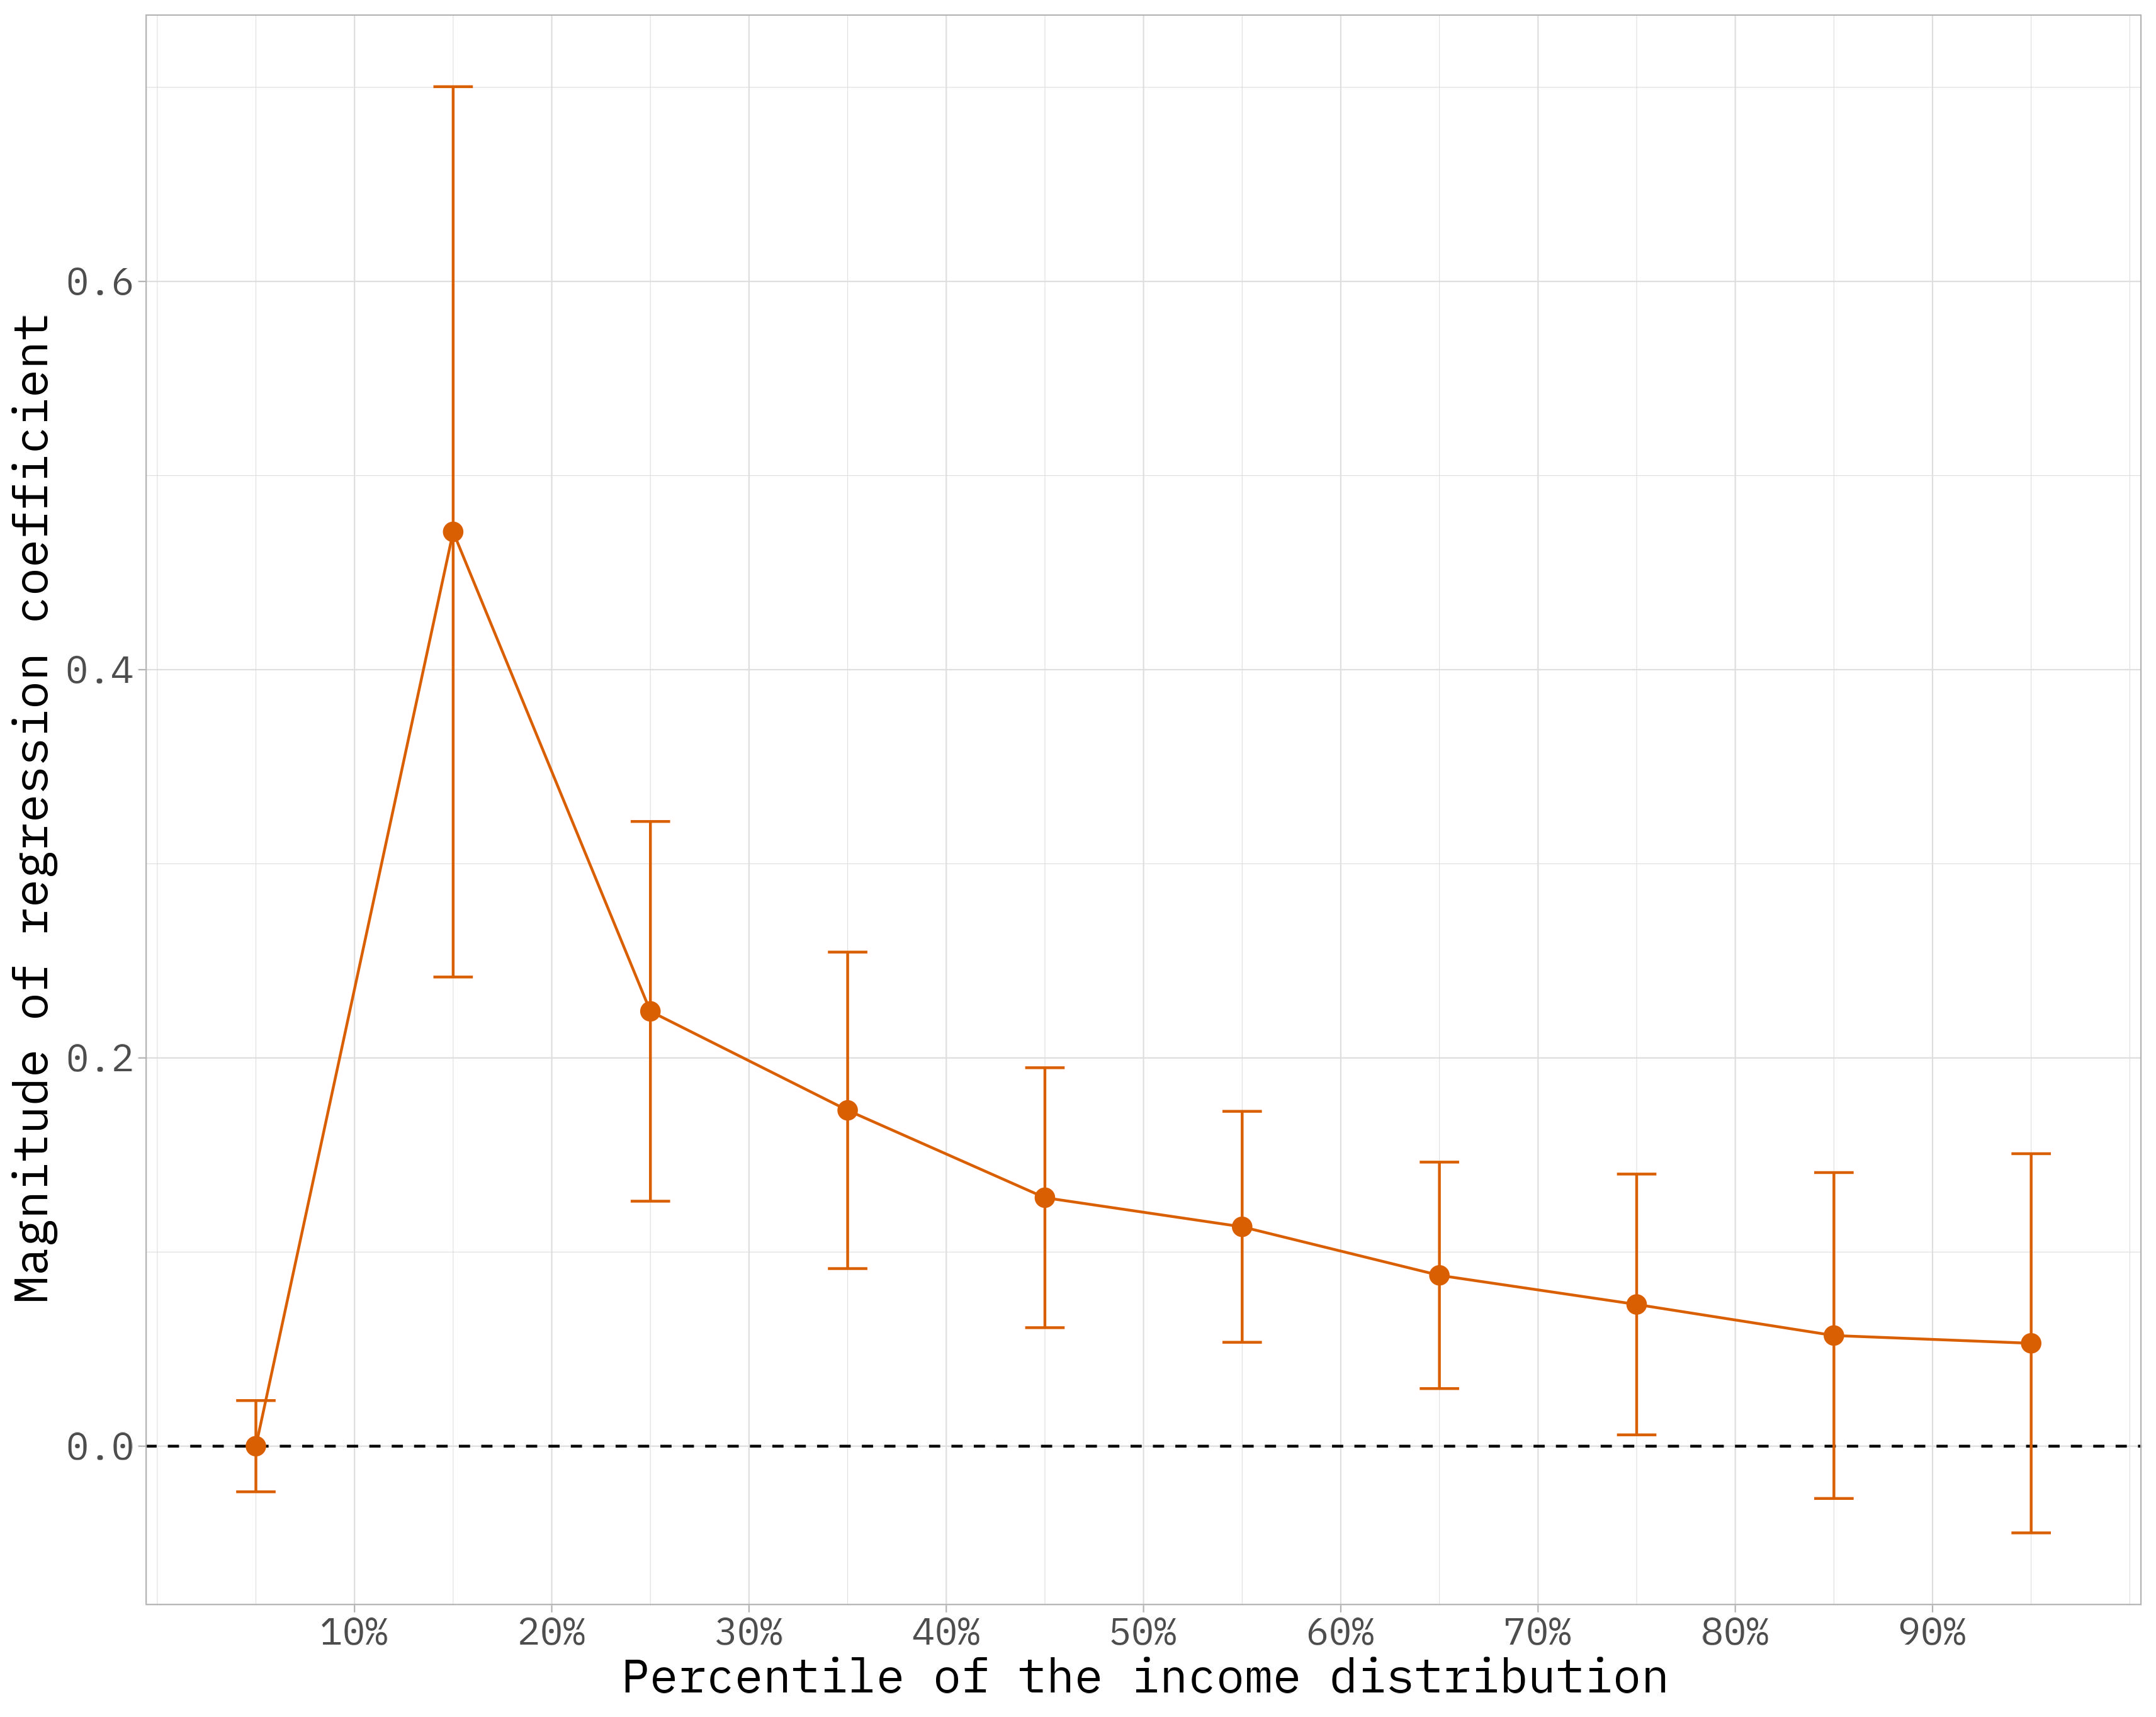 Magnitude of regression coefficient
0.6
0.4
0.2
0.0
10% 20% 30% 40% 50% 60% 70% 80% 90%
Percentile of the income distribution